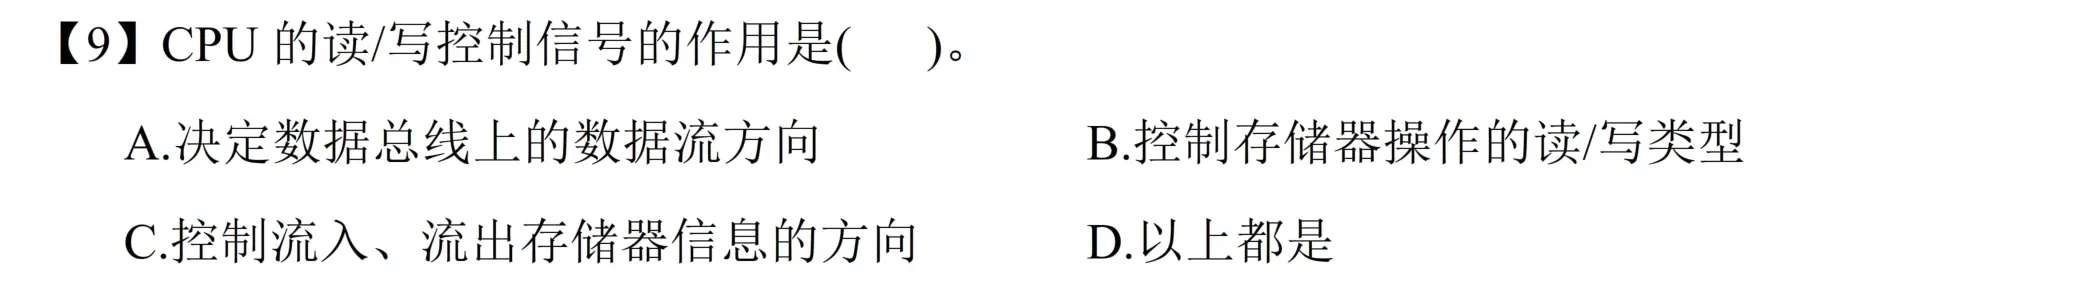 【9】CPU 的读/写控制信号的作用是( )。
A.决定数据总线上的数据流方向 B.控制存储器操作的读/写类型
C.控制流入、流出存储器信息的方向 D.以上都是